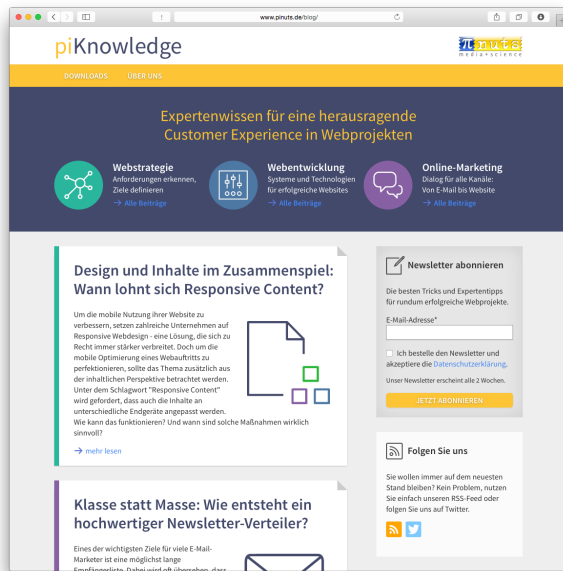 www.pinuts.de/blog/
piKnowledge
πnuts
media+science
DOWNLOADS ÜBER UNS
Expertenwissen für eine herausragende
Customer Experience in Webprojekten
Webstrategie
Anforderungen erkennen,
Ziele definieren
→ Alle Beiträge
Webentwicklung
Systeme und Technologien
für erfolgreiche Websites
→ Alle Beiträge
Online-Marketing
Dialog für alle Kanäle:
Von E-Mail bis Website
→ Alle Beiträge
Design und Inhalte im Zusammenspiel:
Wann lohnt sich Responsive Content?
Um die mobile Nutzung ihrer Website zu
verbessern, setzen zahlreiche Unternehmen auf
Responsive Webdesign - eine Lösung, die sich zu
Recht immer stärker verbreitet. Doch um die
mobile Optimierung eines Webauftritts zu
perfektionieren, sollte das Thema zusätzlich aus
der inhaltlichen Perspektive betrachtet werden.
Unter dem Schlagwort "Responsive Content"
wird gefordert, dass auch die Inhalte an
unterschiedliche Endgeräte angepasst werden.
Wie kann das funktionieren? Und wann sind solche Maßnahmen wirklich
sinnvoll?
→ mehr lesen
Klasse statt Masse: Wie entsteht ein
hochwertiger Newsletter-Verteiler?
Eines der wichtigsten Ziele für viele E-Mail-
Marketer ist eine möglichst lange
Empfängerliste. Dabei wird oft übersehen, dass
Newsletter abonnieren
Die besten Tricks und Expertentipps
für rundum erfolgreiche Webprojekte.
E-Mail-Adresse*
Ich bestelle den Newsletter und
akzeptiere die Datenschutzerklärung.
Unser Newsletter erscheint alle 2 Wochen.
JETZT ABONNIEREN
Folgen Sie uns
Sie wollen immer auf dem neuesten
Stand bleiben? Kein Problem, nutzen
Sie einfach unseren RSS-Feed oder
folgen Sie uns auf Twitter.